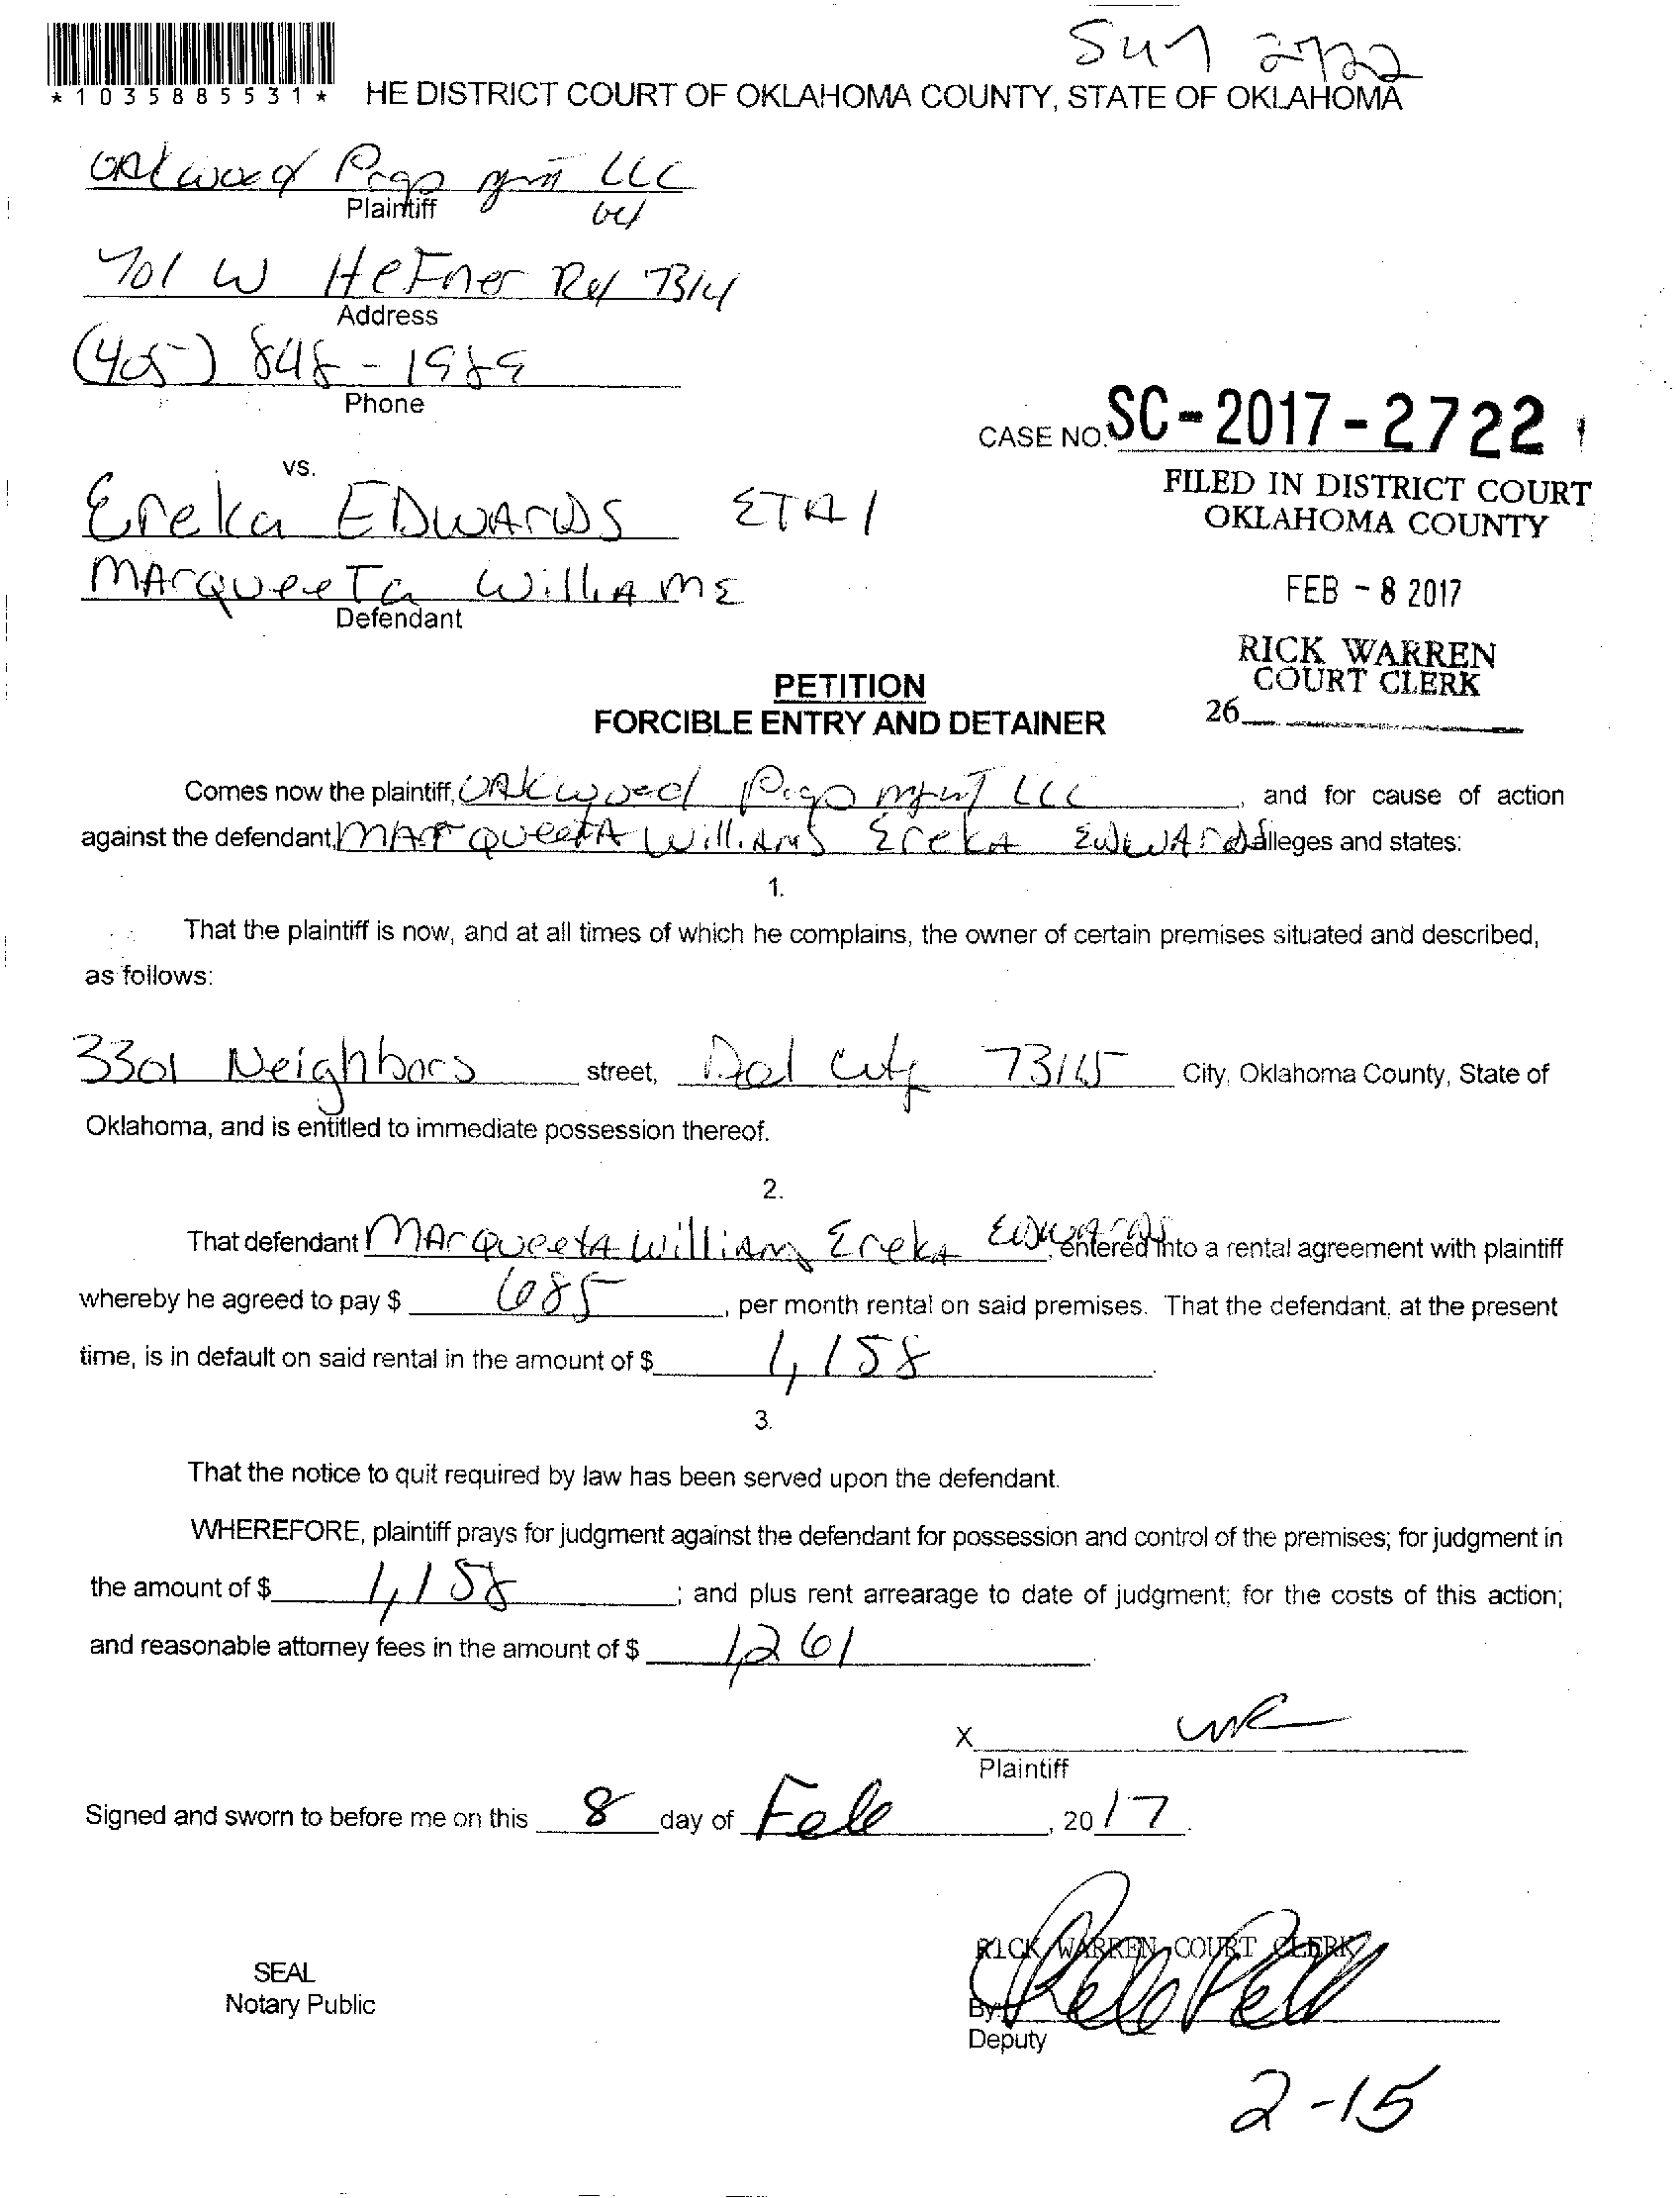 *1035885531*
HE DISTRICT COURT OF OKLAHOMA COUNTY, STATE OF OKLAHOMA
Oakwood Prop mgmt LLC
Plaintiff
701 W Hefner Rd 73114
Address
(405) 848-1989
Phone
CASE NO. SC-2017-2722
FILED IN DISTRICT COURT
OKLAHOMA COUNTY
vs.
Ereka EDWARDS ETAl
MArqueeTa WilliAms
Defendant
FEB - 8 2017
RICK WARREN
COURT CLERK
26
PETITION
FORCIBLE ENTRY AND DETAINER
Comes now the plaintiff, OAkwood Prop mgmT LLC, and for cause of action
against the defendant, MArqueetA WilliAms ErekA EDWArds alleges and states:
1.
That the plaintiff is now, and at all times of which he complains, the owner of certain premises situated and described,
as follows:
3301 Neighbors street, Del City 73115 City, Oklahoma County, State of
Oklahoma, and is entitled to immediate possession thereof.
2.
That defendant MArqueetA WilliAms ErekA EDWARDS, entered into a rental agreement with plaintiff
whereby he agreed to pay $ 685, per month rental on said premises. That the defendant, at the present
time, is in default on said rental in the amount of $ 1,158.
3.
That the notice to quit required by law has been served upon the defendant.
WHEREFORE, plaintiff prays for judgment against the defendant for possession and control of the premises; for judgment in
the amount of $ 1,158; and plus rent arrearage to date of judgment; for the costs of this action;
and reasonable attorney fees in the amount of $ 1,261.
X
Plaintiff
Signed and sworn to before me on this 8 day of Feb, 2017.
RICK WARREN, COURT CLERK
SEAL
Notary Public
By:
Deputy
2-15